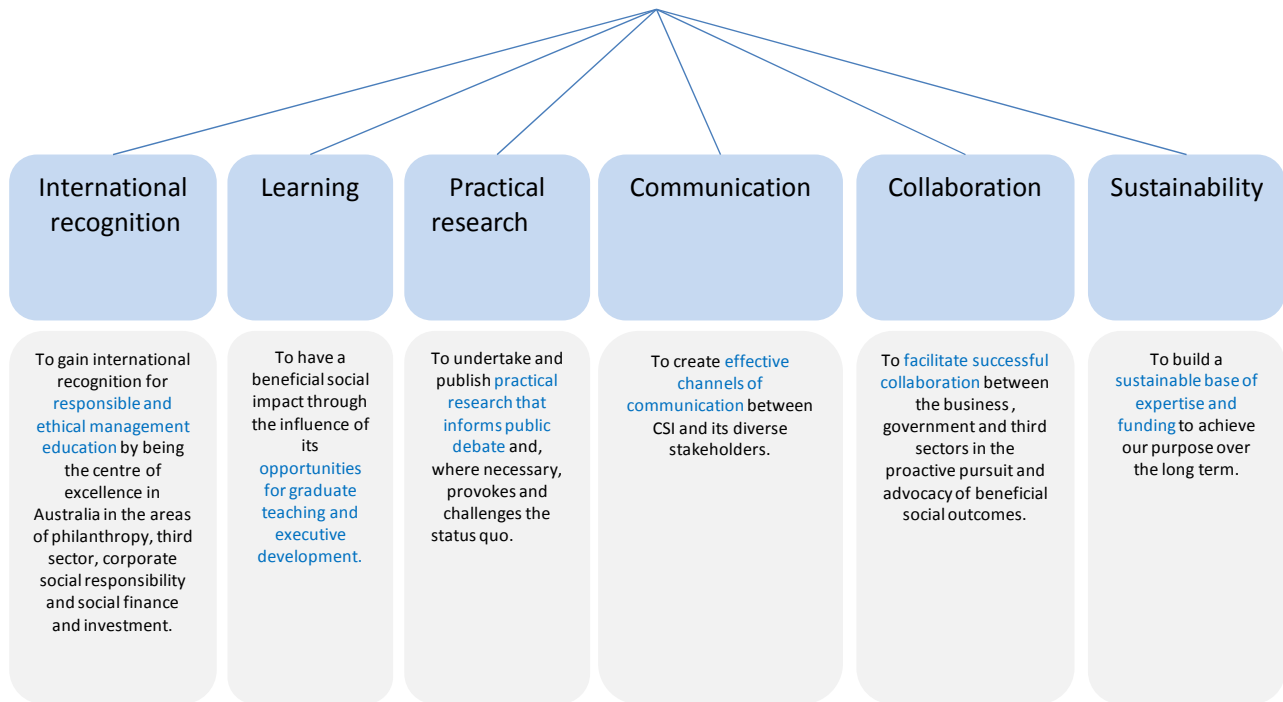 International
recognition
Learning
Practical
research
Communication
Collaboration
Sustainability
To gain international
recognition for
responsible and
ethical management
education by being
the centre of
excellence in
Australia in the areas
of philanthropy, third
sector, corporate
social responsibility
and social finance
and investment.
To have a
beneficial social
impact through
the influence of
its
opportunities
for graduate
teaching and
executive
development.
To undertake and
publish practical
research that
informs public
debate and,
where necessary,
provokes and
challenges the
status quo.
To create effective
channels of
communication between
CSI and its diverse
stakeholders.
To facilitate successful
collaboration between
the business ,
government and third
sectors in the
proactive pursuit and
advocacy of beneficial
social outcomes.
To build a
sustainable base of
expertise and
funding to achieve
our purpose over
the long term.